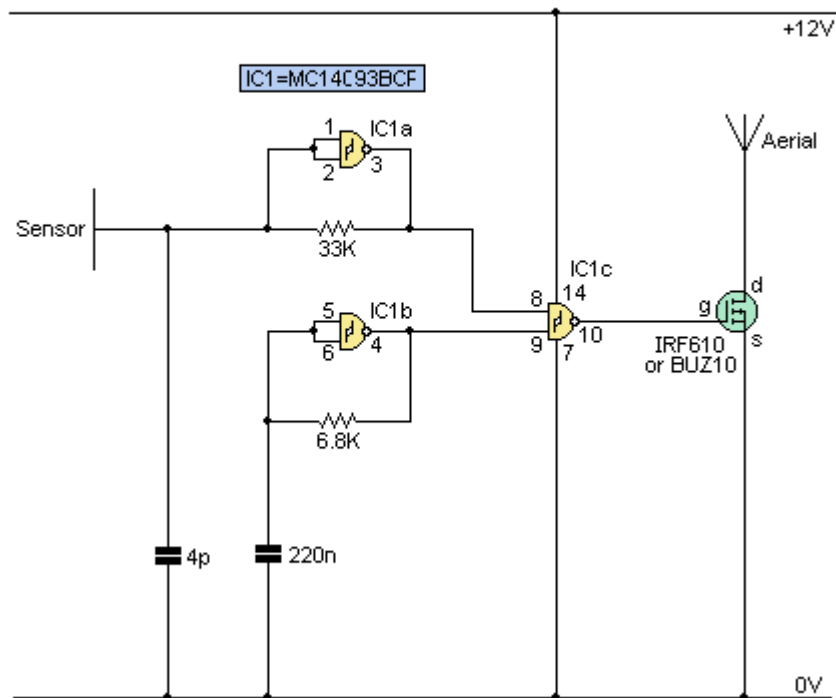 +12V
IC1=MC14093BCP
1
IC1a
2
3
Aerial
Sensor
33K
IC1c
8
14
d
5
IC1b
g
6
4
10
9
7
IRF610
s
or BUZ10
6.8K
4p
220n
0V